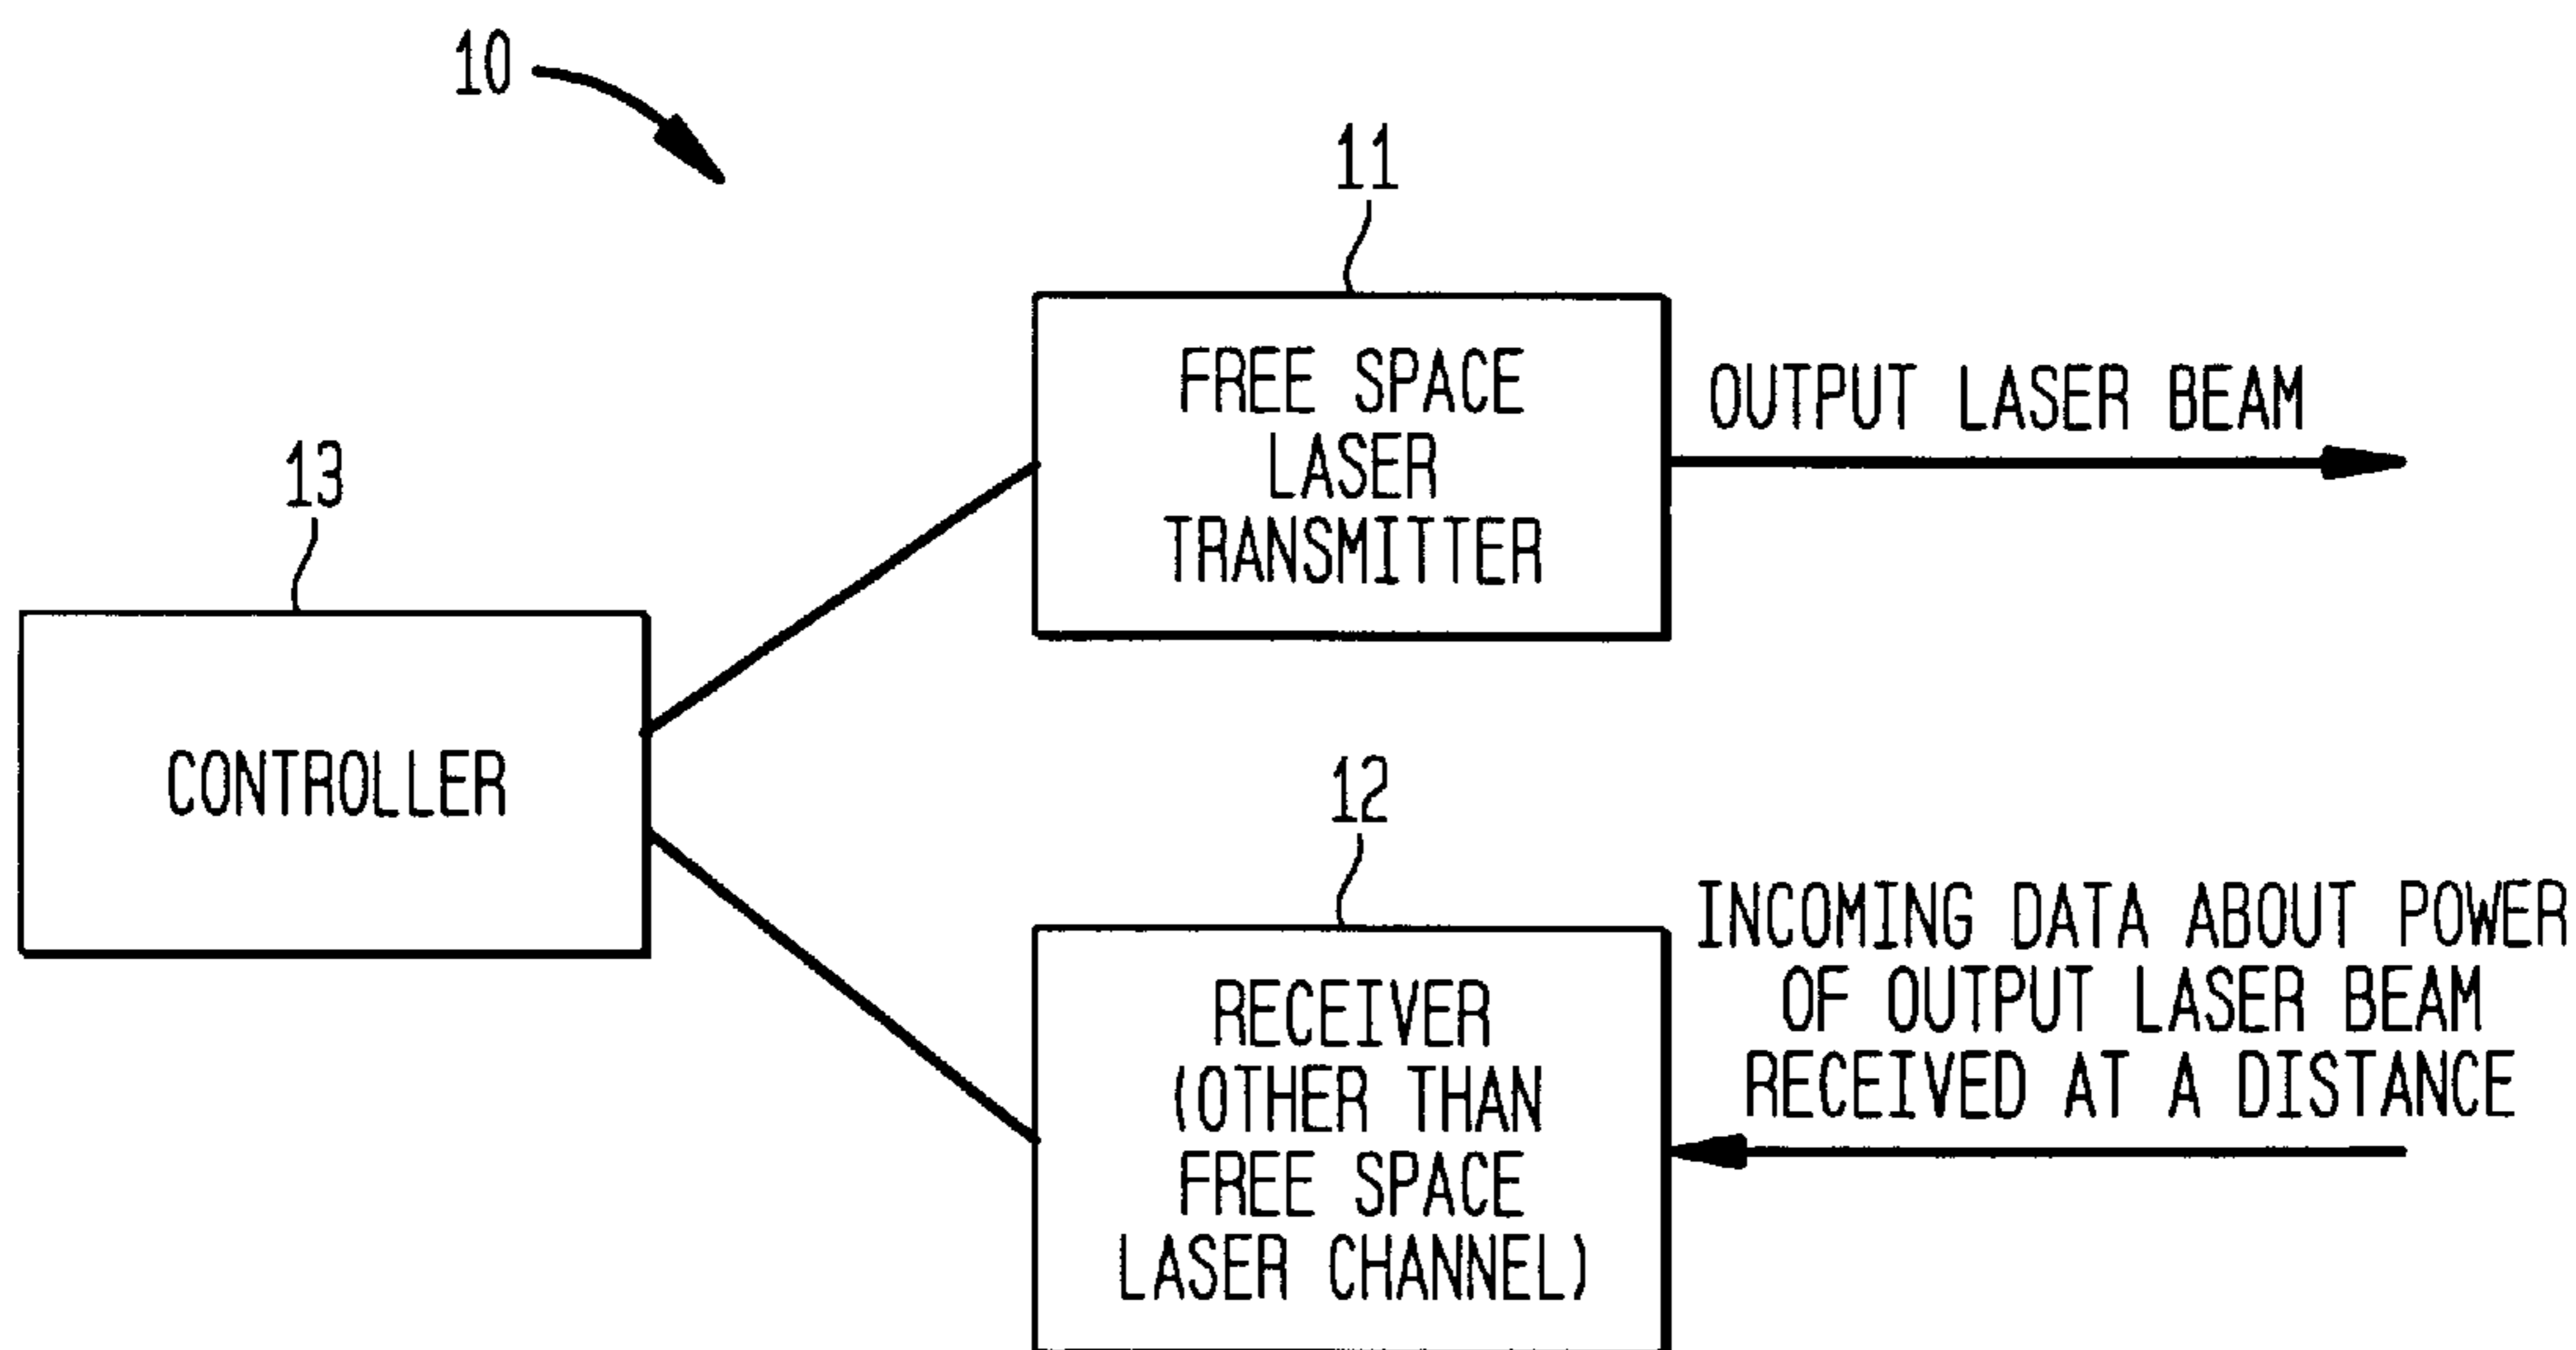 10
11
FREE SPACE
LASER
TRANSMITTER
OUTPUT LASER BEAM
13
CONTROLLER
12
RECEIVER
(OTHER THAN
FREE SPACE
LASER CHANNEL)
INCOMING DATA ABOUT POWER
OF OUTPUT LASER BEAM
RECEIVED AT A DISTANCE